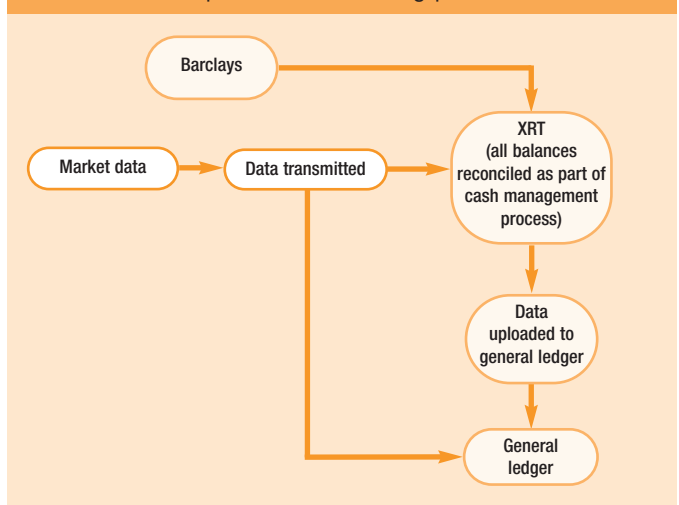 Barclays
XRT
(all balances
reconciled as part of
cash management
process)
Market data
Data transmitted
Data
uploaded to
general ledger
General
ledger